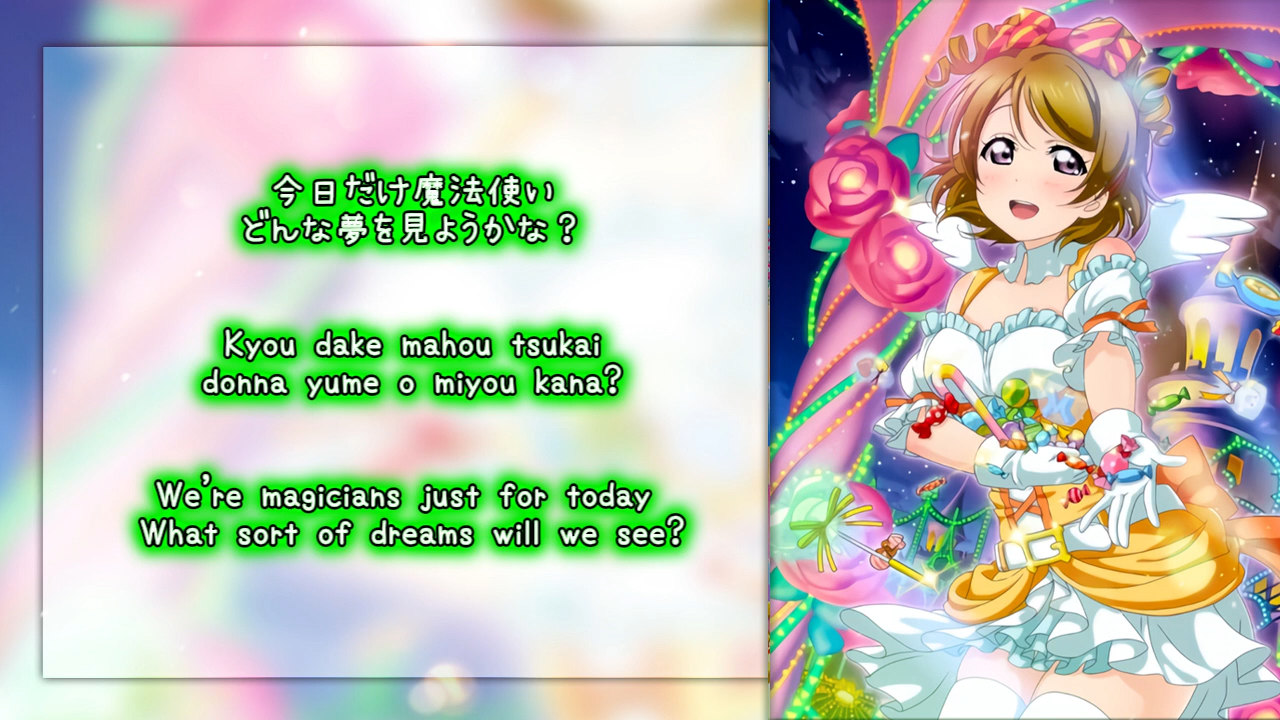 今日だけ魔法使い
どんな夢を見ようかな？
Kyou dake mahou tsukai
donna yume o miyou kana?
We're magicians just for today
What sort of dreams will we see?